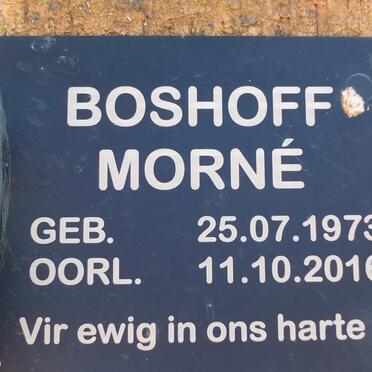 BOSHOFF
MORNÉ
GEB. 25.07.1973
OORL. 11.10.2016
Vir ewig in ons harte